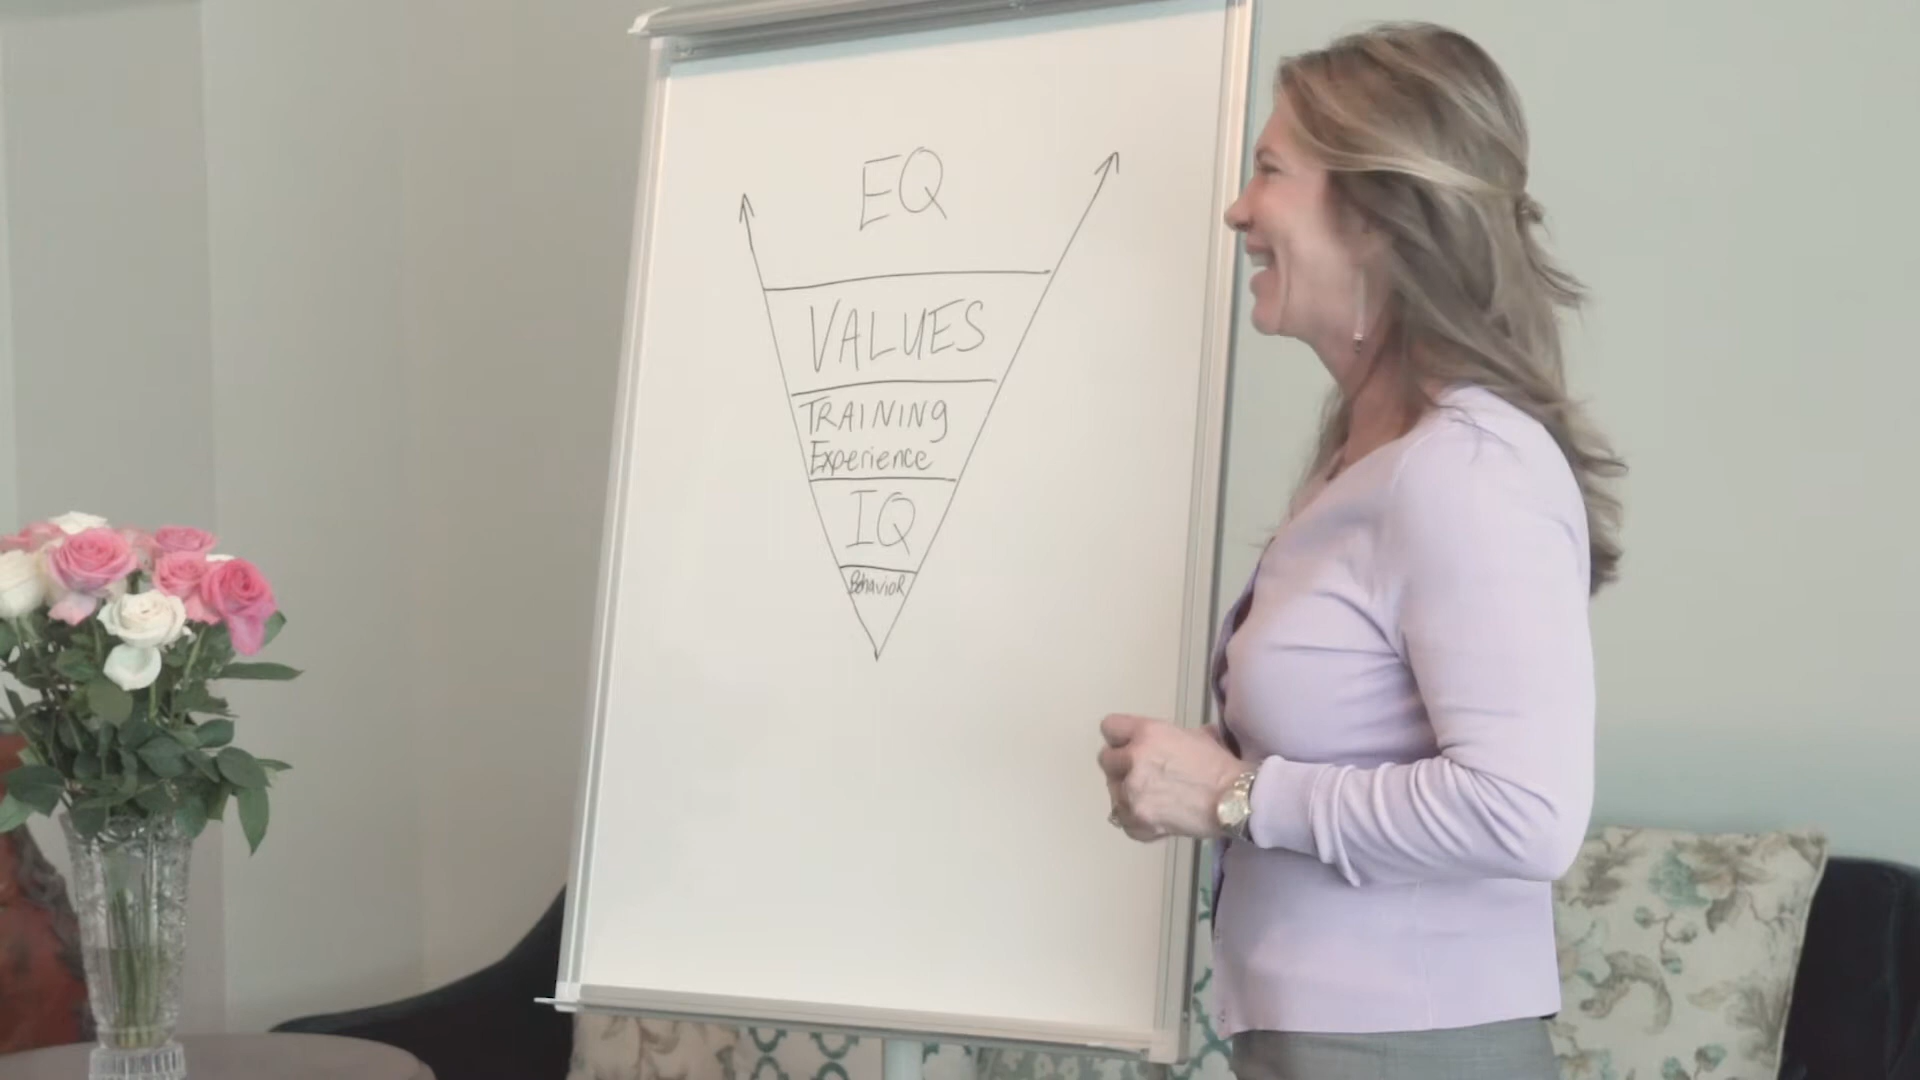 EQ
VALUES
TRAINING
Experience
IQ
BehavioR